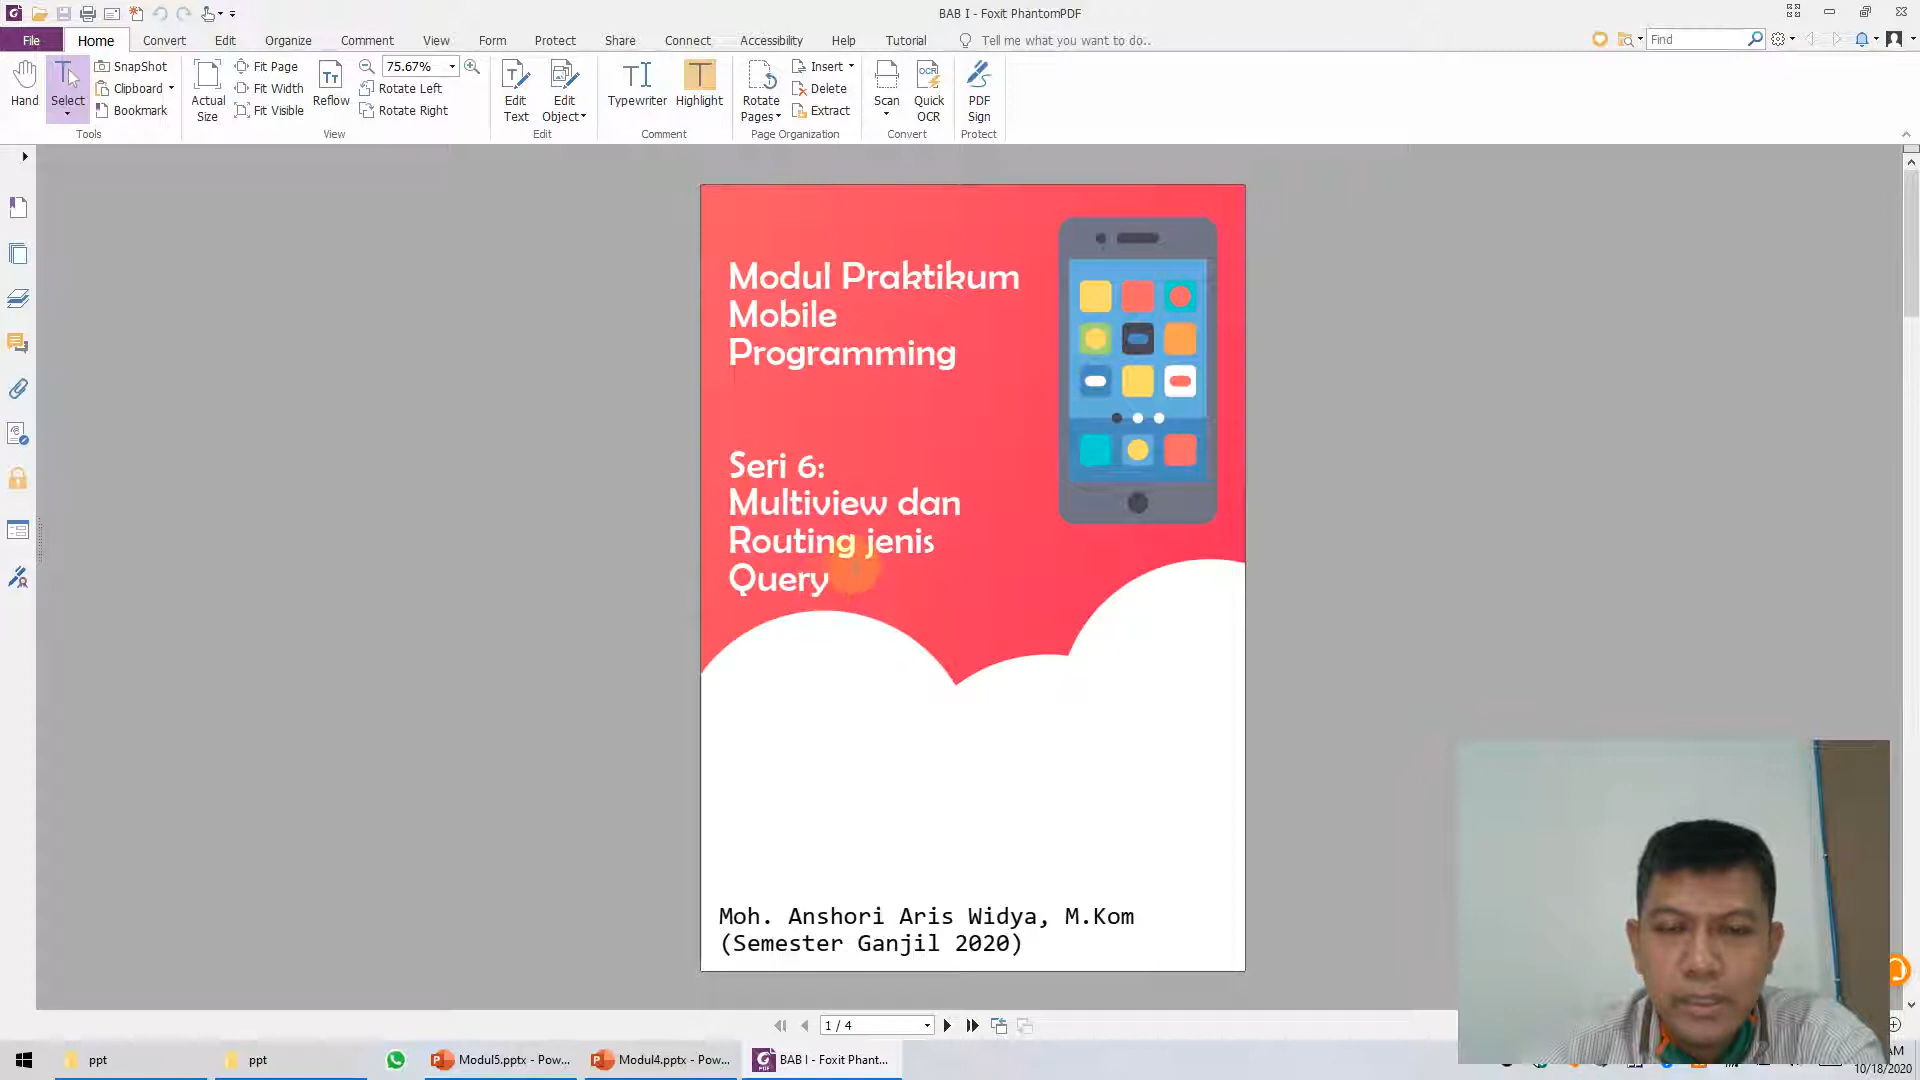 BAB I - Foxit PhantomPDF
File Home Convert Edit Organize Comment View Form Protect Share Connect Accessibility Help Tutorial Tell me what you want to do.. Find
Hand
Select
SnapShot
Clipboard
Bookmark
Tools
Actual
Size
Fit Page
Fit Width
Fit Visible
Reflow
75.67%
Rotate Left
Rotate Right
View
Edit
Text
Edit
Object
Edit
Typewriter
Highlight
Comment
Rotate
Pages
Insert
Delete
Extract
Page Organization
Scan
Quick
OCR
Convert
PDF
Sign
Protect
Modul Praktikum
Mobile
Programming
Seri 6:
Multiview dan
Routing jenis
Query
Moh. Anshori Aris Widya, M.Kom
(Semester Ganjil 2020)
1 / 4
ppt
ppt
Modul5.pptx - Pow...
Modul4.pptx - Pow...
BAB I - Foxit Phant...
AM
10/18/2020